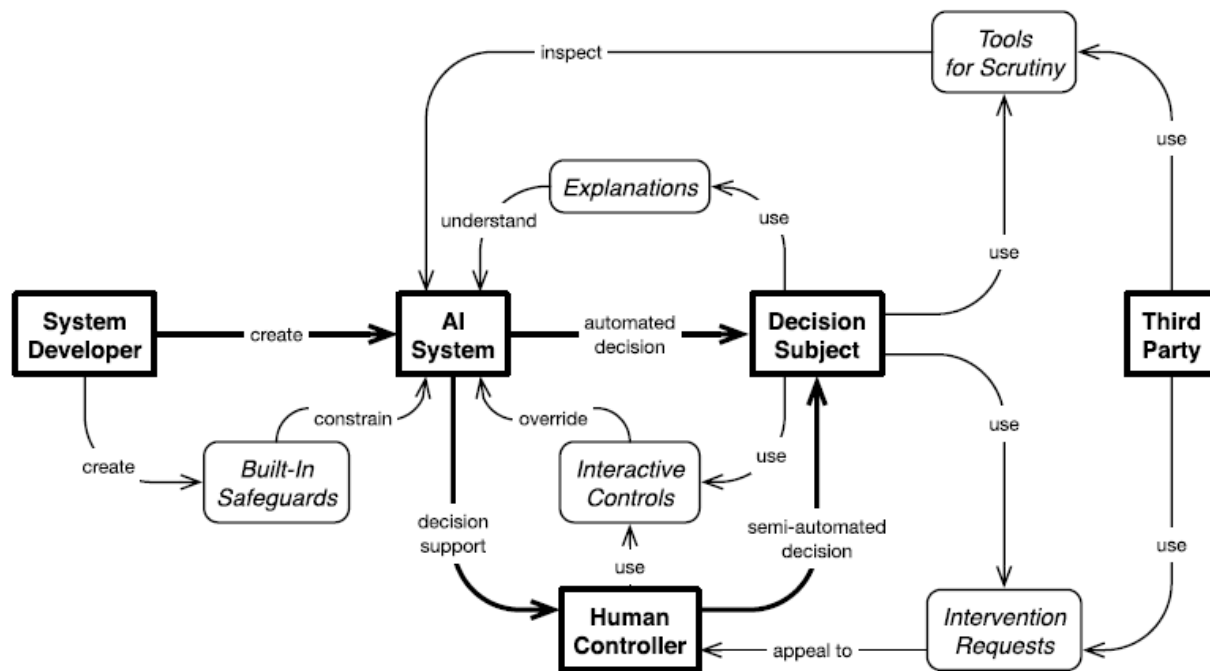 Tools
for Scrutiny
inspect
use
Explanations
understand
use
use
System
Developer
create
AI
System
automated
decision
Decision
Subject
Third
Party
constrain
override
use
use
create
Built-In
Safeguards
Interactive
Controls
decision
support
semi-automated
decision
use
use
Human
Controller
appeal to
Intervention
Requests